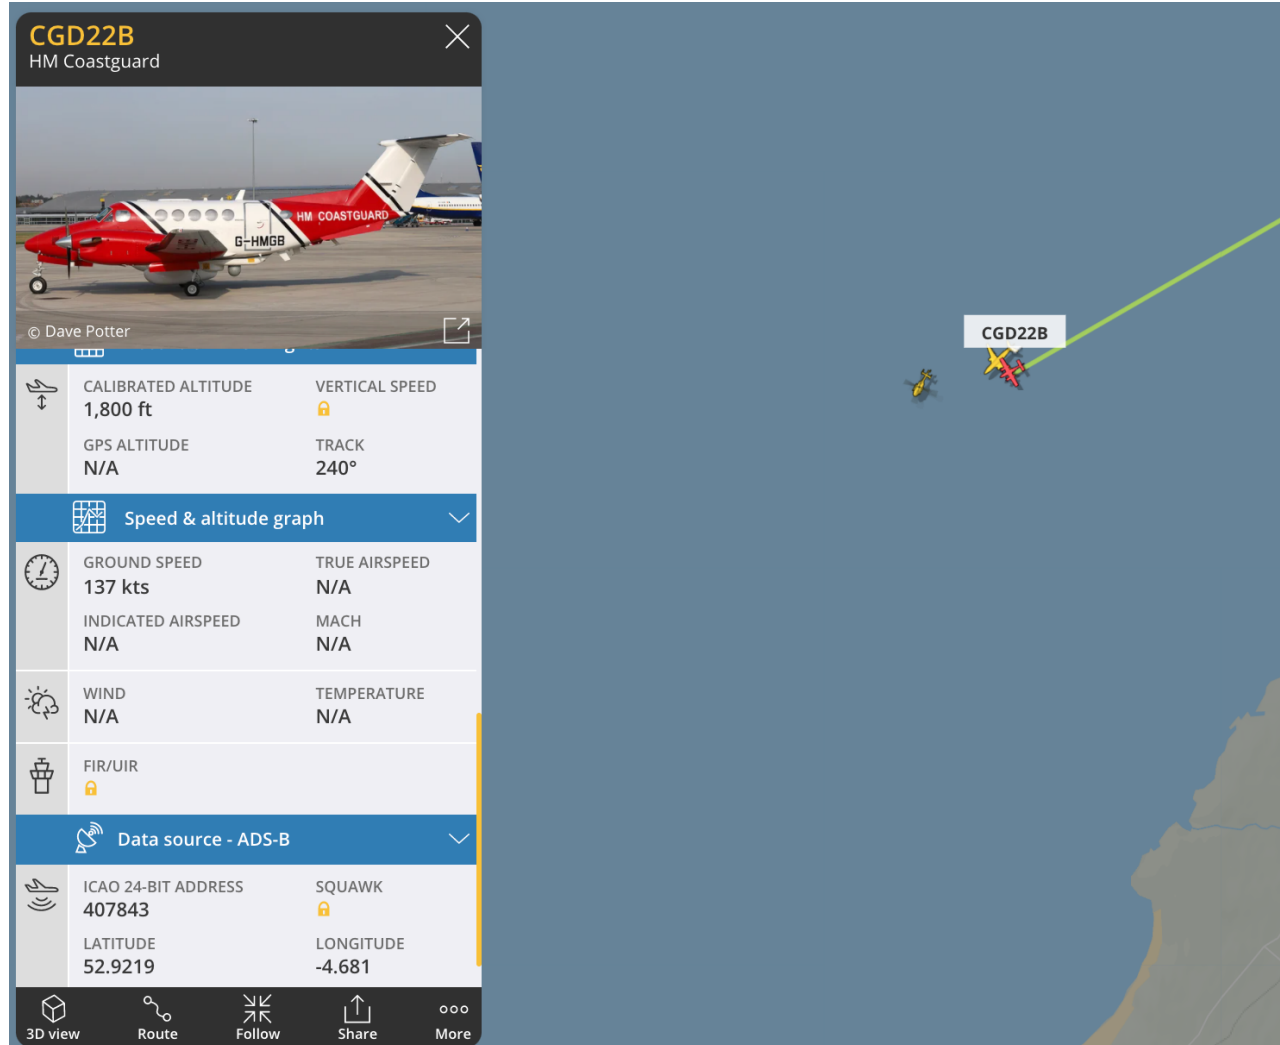 CGD22B
HM Coastguard
HM COASTGUARD
G-HMGB
© Dave Potter
CALIBRATED ALTITUDE VERTICAL SPEED
1,800 ft
GPS ALTITUDE TRACK
N/A 240°
Speed & altitude graph
GROUND SPEED TRUE AIRSPEED
137 kts N/A
INDICATED AIRSPEED MACH
N/A N/A
WIND TEMPERATURE
N/A N/A
FIR/UIR
Data source - ADS-B
ICAO 24-BIT ADDRESS SQUAWK
407843
LATITUDE LONGITUDE
52.9219 -4.681
3D view Route Follow Share More
CGD22B